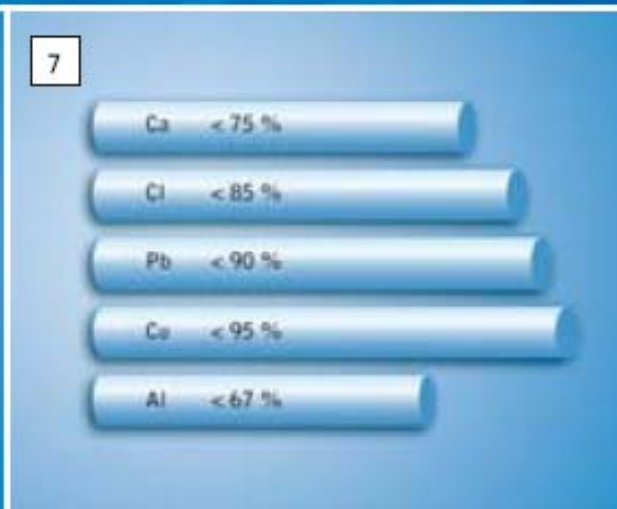 7
Ca < 75 %
Cl < 85 %
Pb < 90 %
Cu < 95 %
Al < 67 %